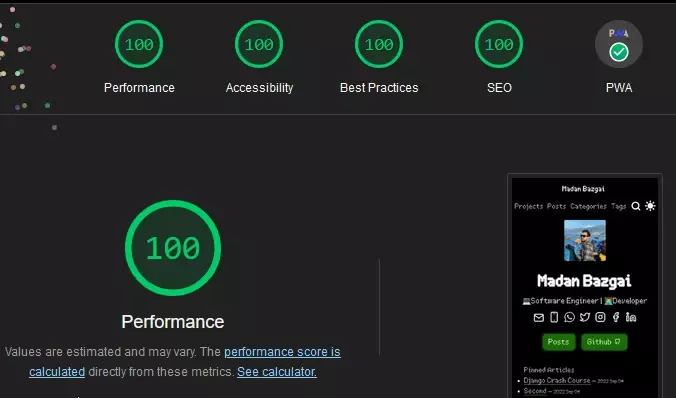 100 100 100 100 PWA
Performance Accessibility Best Practices SEO PWA
100
Performance
Values are estimated and may vary. The performance score is
calculated directly from these metrics. See calculator.
Madan Bazgai
Projects Posts Categories Tags
Madan Bazgai
Software Engineer | Developer
Posts Github
Pinned Articles
Django Crash Course — 2022 Sep 04
Second — 2022 Sep 04